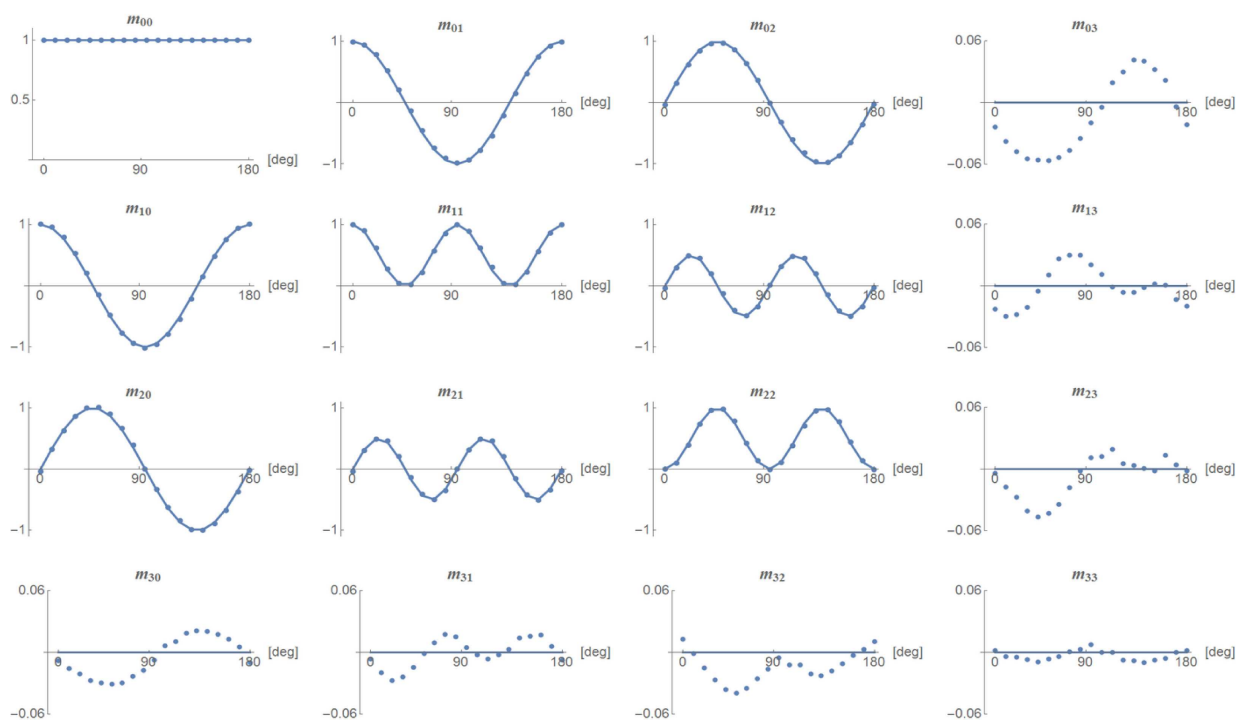 m00 m01 m02 m03
1 1 1 0.06
0.5
0 90 180 [deg] 0 90 180 [deg] 0 90 180 [deg] 0 90 180 [deg]
-1 -1 -0.06
m10 m11 m12 m13
1 1 1 0.06
0 90 180 [deg] 0 90 180 [deg] 0 90 180 [deg] 0 90 180 [deg]
-1 -1 -1 -0.06
m20 m21 m22 m23
1 1 1 0.06
0 90 180 [deg] 0 90 180 [deg] 0 90 180 [deg] 0 90 180 [deg]
-1 -1 -1 -0.06
m30 m31 m32 m33
0.06 0.06 0.06 0.06
0 90 180 [deg] 0 90 180 [deg] 0 90 180 [deg] 0 90 180 [deg]
-0.06 -0.06 -0.06 -0.06